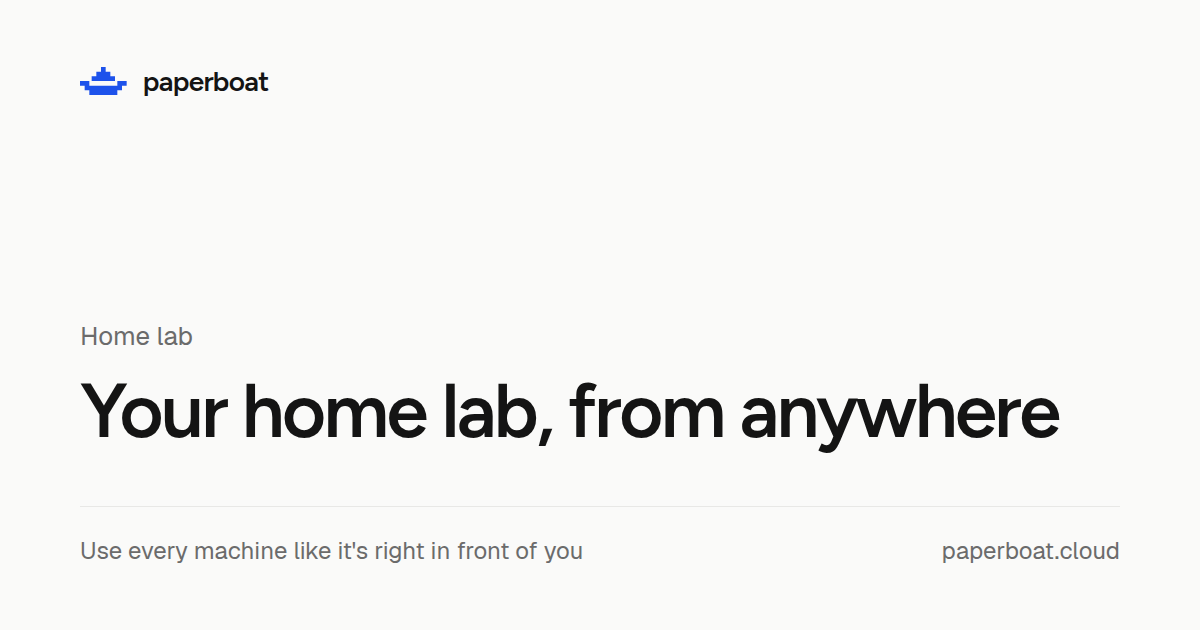 paperboat
Home lab
Your home lab, from anywhere
Use every machine like it's right in front of you
paperboat.cloud